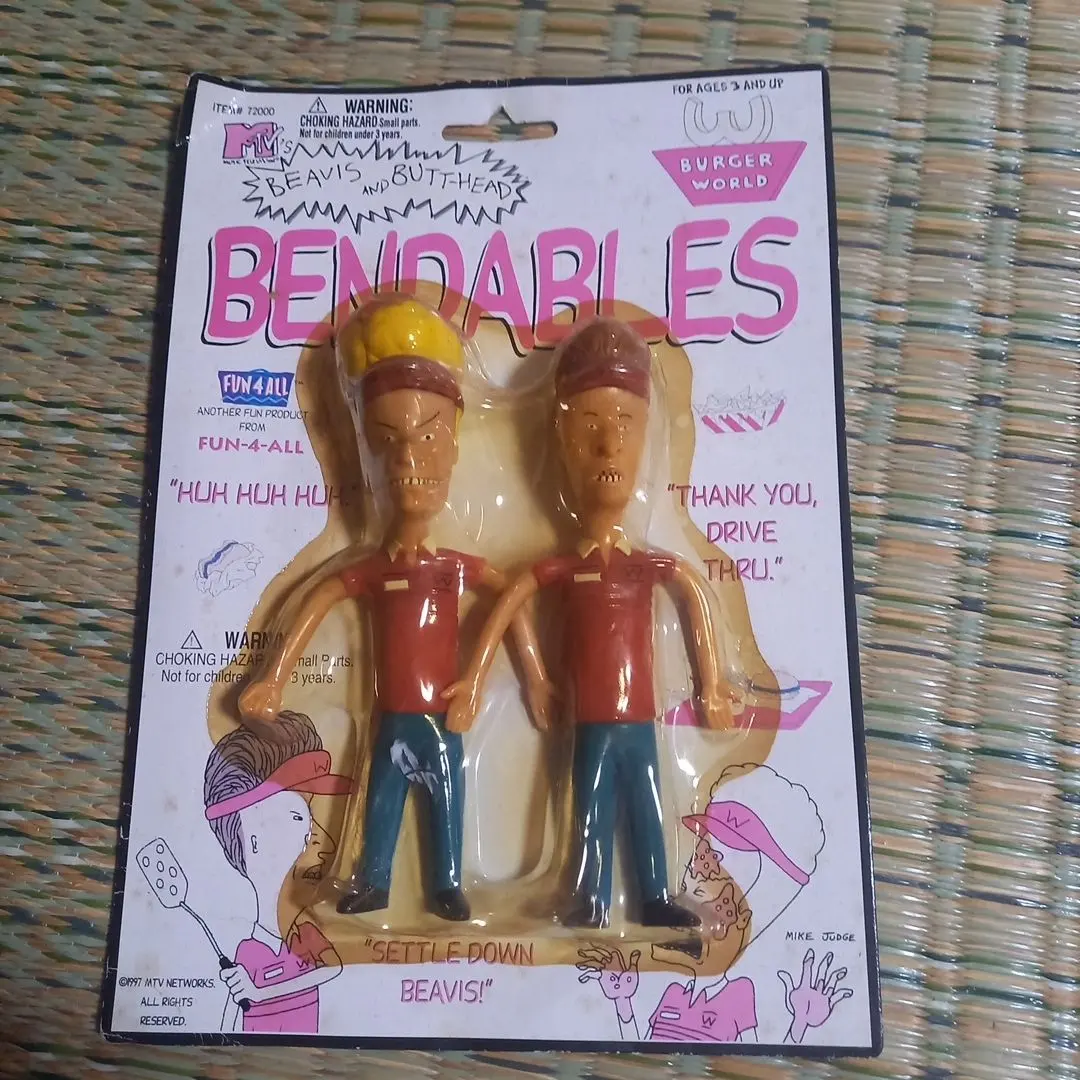 ITEM# 72000
WARNING:
CHOKING HAZARD Small parts.
Not for children under 3 years.
FOR AGES 3 AND UP
MTV
'S
BEAVIS AND BUTT-HEAD
BURGER
WORLD
BENDABLES
FUN4ALL
ANOTHER FUN PRODUCT
FROM
FUN-4-ALL
"HUH HUH HUH."
"THANK YOU,
DRIVE
THRU."
WARN
CHOKING HAZAR mall Parts.
Not for childre 3 years.
W
W
W
W
W
W
"SETTLE DOWN
BEAVIS!"
MIKE JUDGE
©1997 MTV NETWORKS.
ALL RIGHTS
RESERVED.